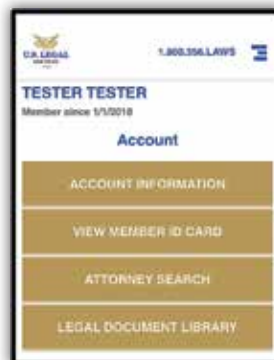 U.S. LEGAL
1.800.356.LAWS
TESTER TESTER
Member since 1/1/2018
Account
ACCOUNT INFORMATION
VIEW MEMBER ID CARD
ATTORNEY SEARCH
LEGAL DOCUMENT LIBRARY